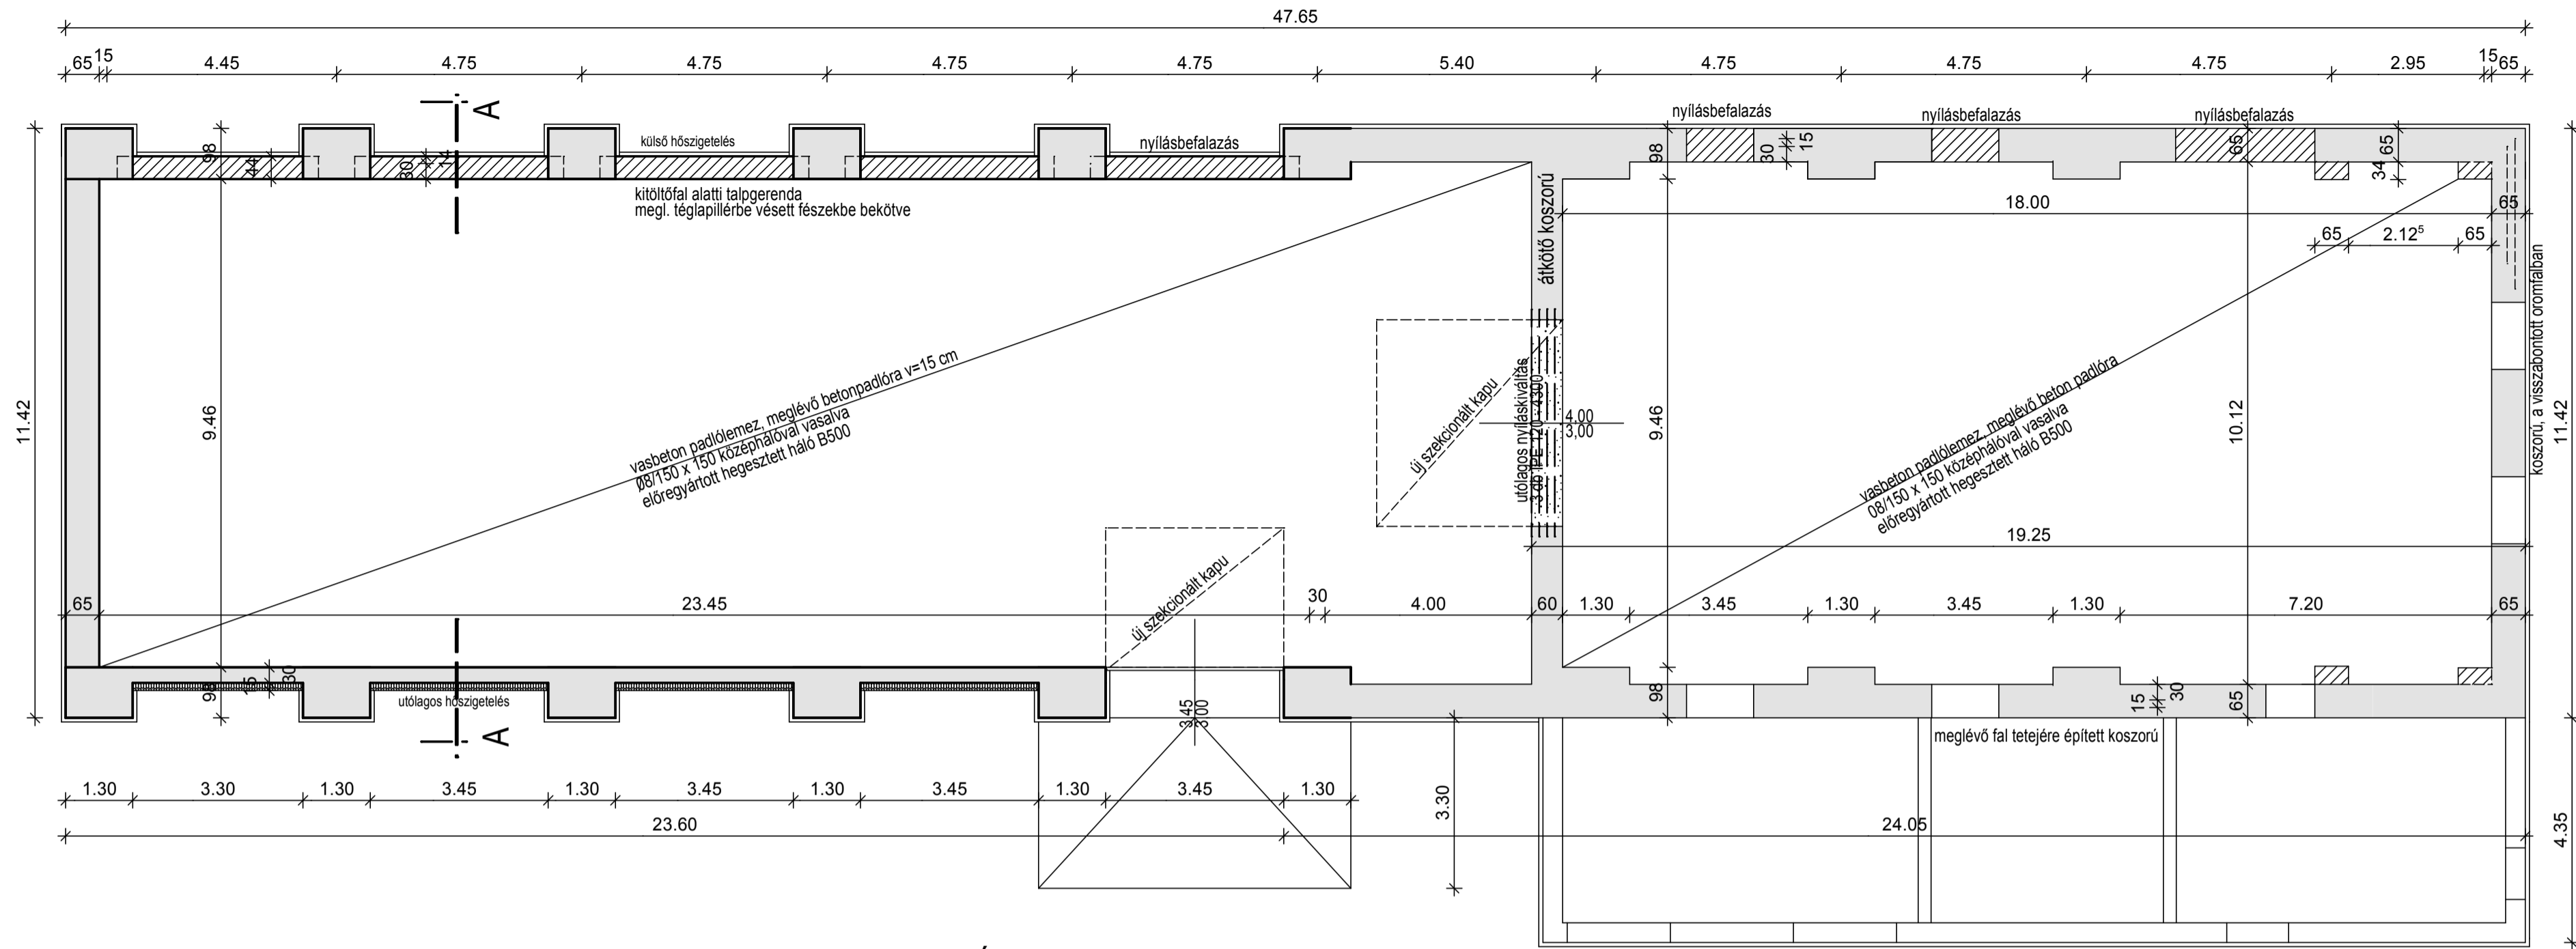 47.65
65 15 4.45 4.75 4.75 4.75 4.75 5.40 4.75 4.75 4.75 2.95 15 65
A
nyílásbefalazás
nyílásbefalazás
nyílásbefalazás
külső hőszigetelés
nyílásbefalazás
98
44
30
14
98
30
15
65
65
34
kitöltőfal alatti talpgerenda
megl. téglapillérbe vésett fészekbe bekötve
átkötő koszorú
18.00
65
65
2.12⁵
65
koszorú, a visszabontott oromfalban
11.42
9.46
vasbeton padlólemez, meglévő betonpadlóra v=15 cm
Ø8/150 x 150 középhálóval vasalva
előregyártott hegesztett háló B500
új szekcionált kapu
utólagos nyíláskiváltás
3 db IPE 120 - 4300
4.00
3,00
9.46
vasbeton padlólemez, meglévő beton padlóra
08/150 x 150 középhálóval vasalva
előregyártott hegesztett háló B500
10.12
11.42
19.25
új szekcionált kapu
65 23.45 30 4.00 60 1.30 3.45 1.30 3.45 1.30 7.20 65
98
15
30
utólagos hőszigetelés
3.45
3.00
98
15
30
65
A
meglévő fal tetejére épített koszorú
1.30 3.30 1.30 3.45 1.30 3.45 1.30 3.45 1.30 3.45 1.30
3.30
23.60
24.05
4.35